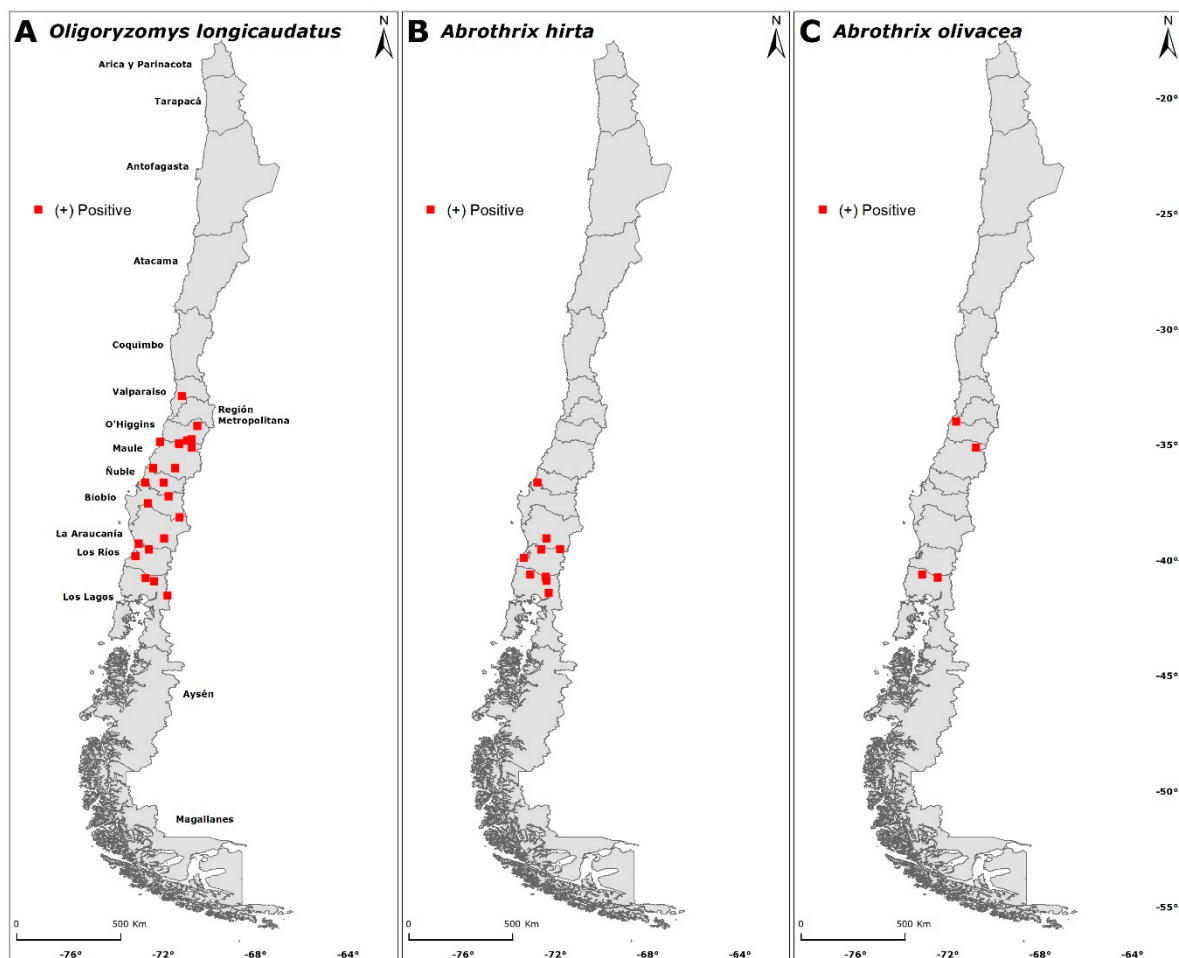 A Oligoryzomys longicaudatus
N
Arica y Parinacota
Tarapacá
Antofagasta
(+) Positive
Atacama
Coquimbo
Valparaiso
Región
Metropolitana
O'Higgins
Maule
Ñuble
Biobío
La Araucanía
Los Ríos
Los Lagos
Aysén
Magallanes
0 500 Km
-76° -72° -68° -64°
B Abrothrix hirta
N
(+) Positive
0 500 Km
-76° -72° -68° -64°
C Abrothrix olivacea
N
-20°
(+) Positive
-25°
-30°
-35°
-40°
-45°
-50°
-55°
0 500 Km
-76° -72° -68° -64°